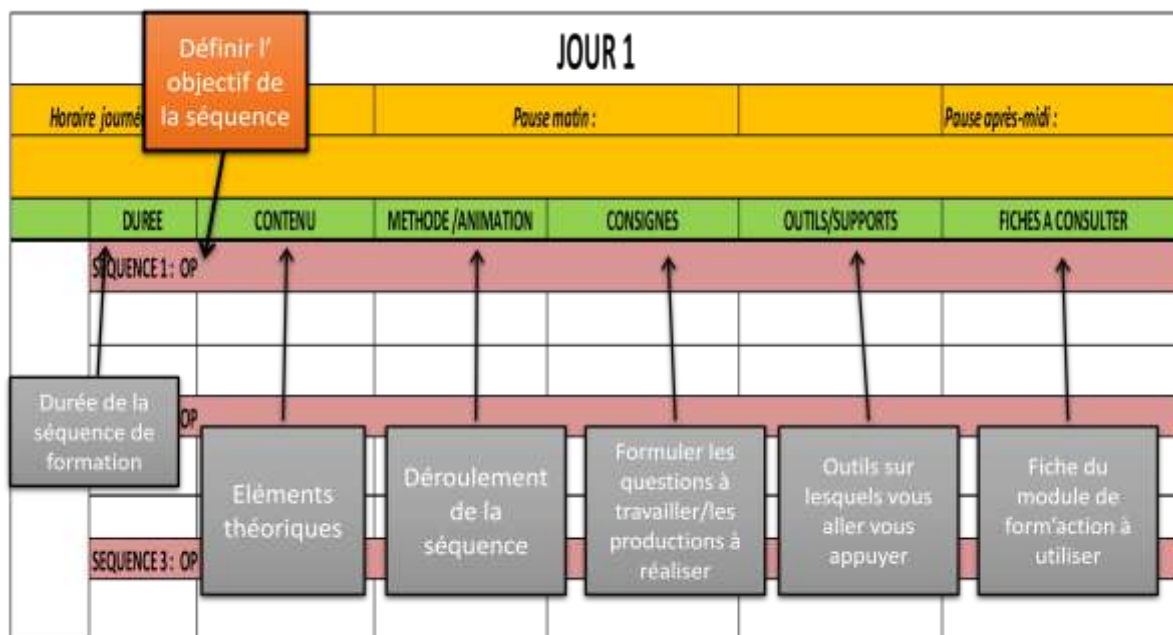 Définir l'
objectif de
la séquence
JOUR 1
Horaire journé
Pause matin :
Pause après-midi :
DUREE
CONTENU
METHODE /ANIMATION
CONSIGNES
OUTILS/SUPPORTS
FICHES A CONSULTER
SEQUENCE 1 : OP
Durée de la
séquence de
formation
OP
Eléments
théoriques
Déroulement
de la
séquence
Formuler les
questions à
travailler/les
productions à
réaliser
Outils sur
lesquels vous
aller vous
appuyer
Fiche du
module de
form'action à
utiliser
SEQUENCE 3 : OP